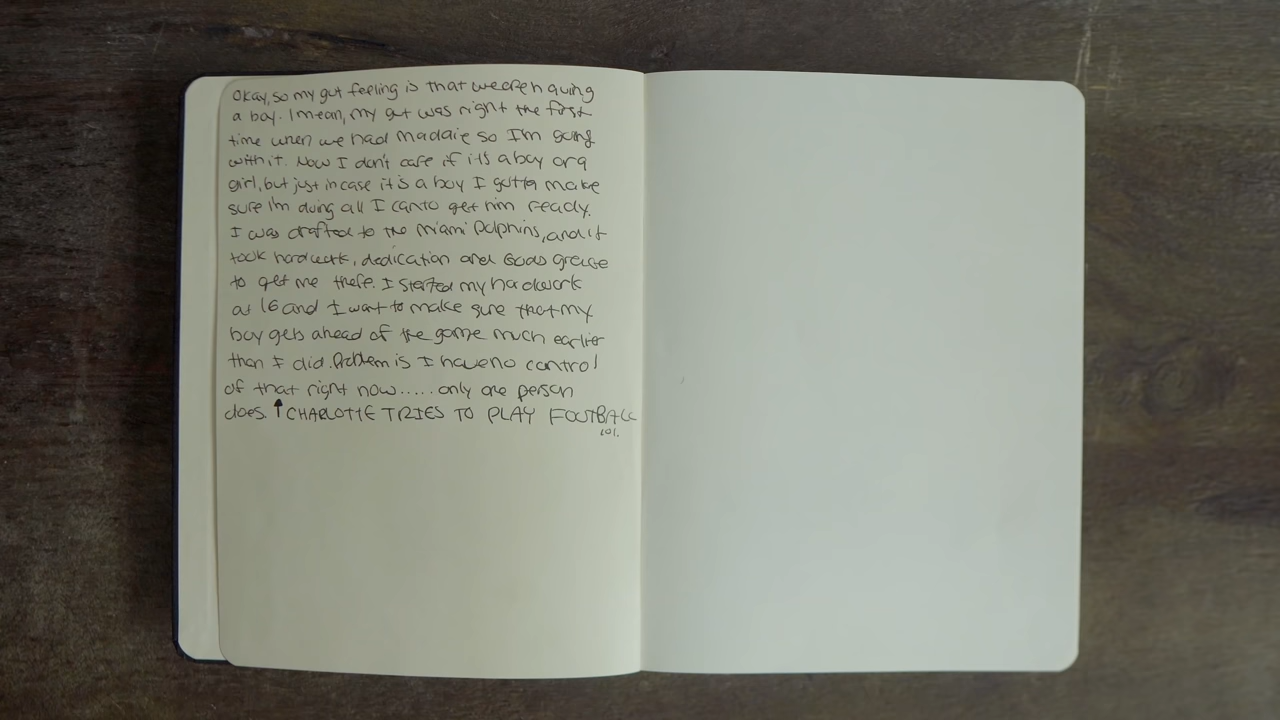 Okay, so my gut feeling is that we are having
a boy. I mean, my gut was right the first
time when we had Maddie so I'm going
with it. Now I don't care if it's a boy or a
girl, but just in case it is a boy I gotta make
sure I'm doing all I can to get him ready.
I was drafted to the Miami Dolphins, and it
took hard work, dedication and Gods grease
to get me there. I started my hadwork
at 16 and I want to make sure that my
boy gets ahead of the game much earlier
than I did. Problem is I have no control
of that right now..... only one person
does. ↑ CHARLOTTE TRIES TO PLAY FOOTBALL
101.